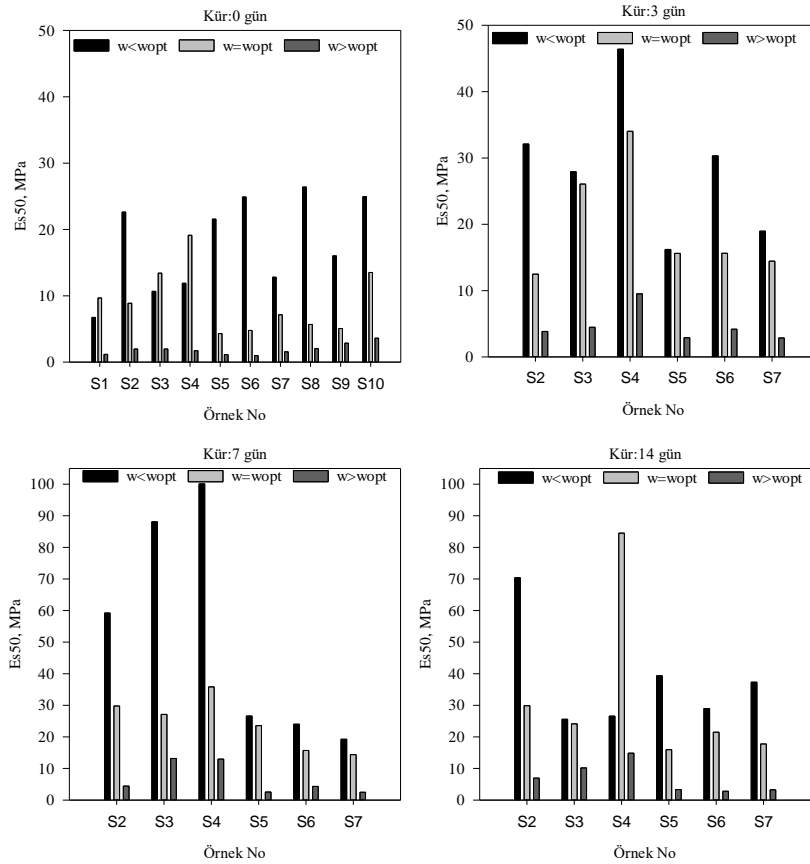 Kür:0 gün
50
40
30
20
10
0
Es50, MPa
w<wopt w=wopt w>wopt
S1 S2 S3 S4 S5 S6 S7 S8 S9 S10
Örnek No
Kür:3 gün
50
40
30
20
10
0
Es50, MPa
w<wopt w=wopt w>wopt
S2 S3 S4 S5 S6 S7
Örnek No
Kür:7 gün
100
90
80
70
60
50
40
30
20
10
0
Es50, MPa
w<wopt w=wopt w>wopt
S2 S3 S4 S5 S6 S7
Örnek No
Kür:14 gün
100
90
80
70
60
50
40
30
20
10
0
Es50, MPa
w<wopt w=wopt w>wopt
S2 S3 S4 S5 S6 S7
Örnek No